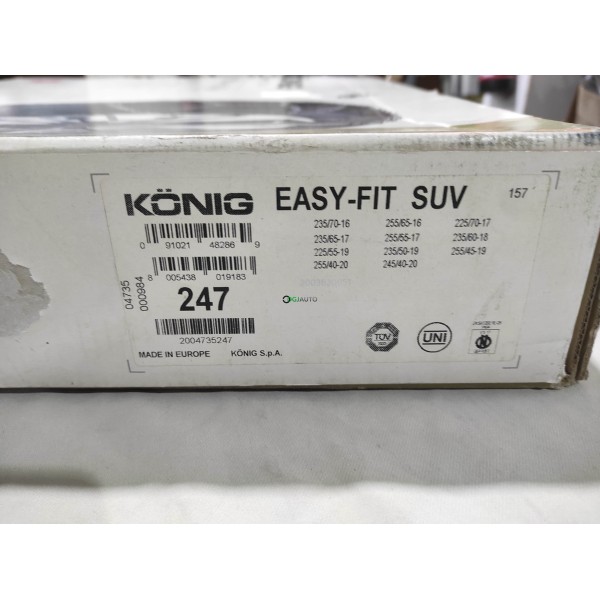 KÖNIG EASY-FIT SUV 157
235/70-16 255/65-16 225/70-17
235/65-17 255/55-17 235/60-18
225/55-19 235/50-19 255/45-19
255/40-20 245/40-20
0 91021 48286 9
8 005438 019183
04735
000984
247
GJAUTO
2004735247
MADE IN EUROPE KÖNIG S.p.A.
TÜV
UNI